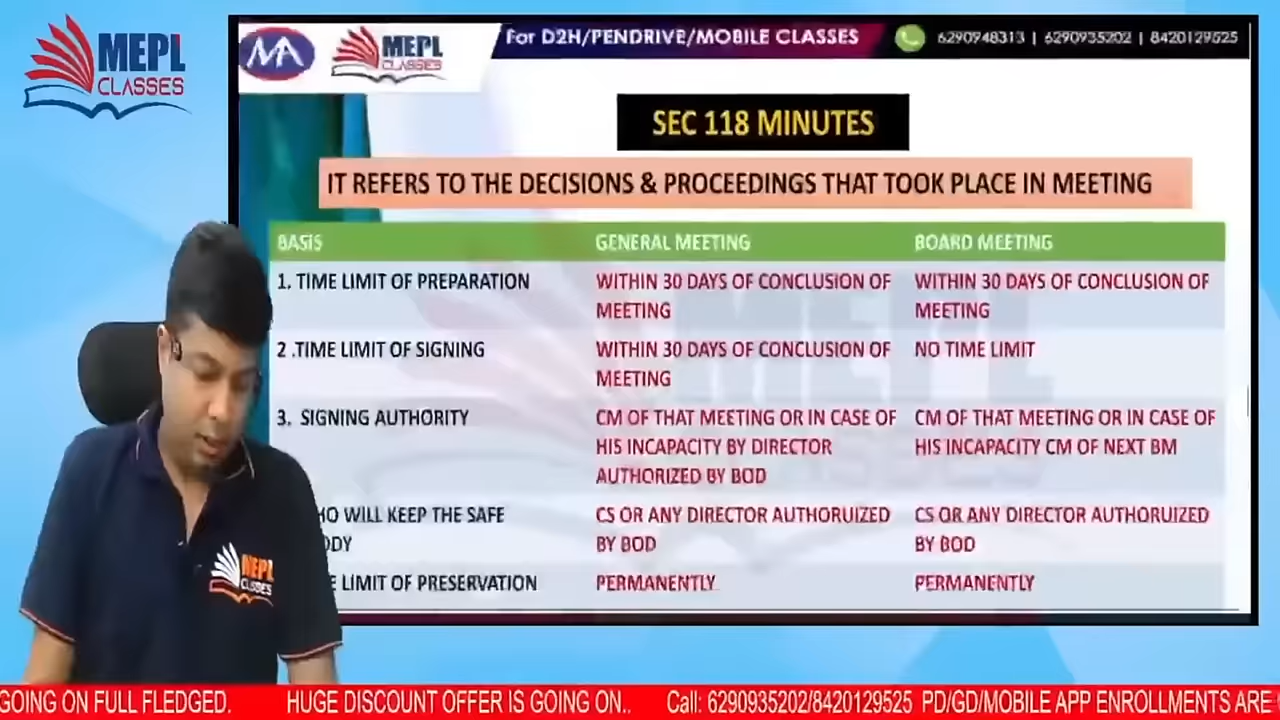 MEPL
CLASSES
MA
MEPL
CLASSES
For D2H/PENDRIVE/MOBILE CLASSES
6290948313 | 6290935202 | 8420129525
SEC 118 MINUTES
IT REFERS TO THE DECISIONS & PROCEEDINGS THAT TOOK PLACE IN MEETING
BASIS GENERAL MEETING BOARD MEETING
1. TIME LIMIT OF PREPARATION WITHIN 30 DAYS OF CONCLUSION OF WITHIN 30 DAYS OF CONCLUSION OF
MEETING MEETING
2 .TIME LIMIT OF SIGNING WITHIN 30 DAYS OF CONCLUSION OF NO TIME LIMIT
MEETING
3. SIGNING AUTHORITY CM OF THAT MEETING OR IN CASE OF CM OF THAT MEETING OR IN CASE OF
HIS INCAPACITY BY DIRECTOR HIS INCAPACITY CM OF NEXT BM
AUTHORIZED BY BOD
WILL KEEP THE SAFE CS OR ANY DIRECTOR AUTHORUIZED CS OR ANY DIRECTOR AUTHORUIZED
BY BOD BY BOD
LIMIT OF PRESERVATION PERMANENTLY PERMANENTLY
MEPL
CLASSES
GOING ON FULL FLEDGED. HUGE DISCOUNT OFFER IS GOING ON.. Call: 6290935202/8420129525 PD/GD/MOBILE APP ENROLLMENTS ARE